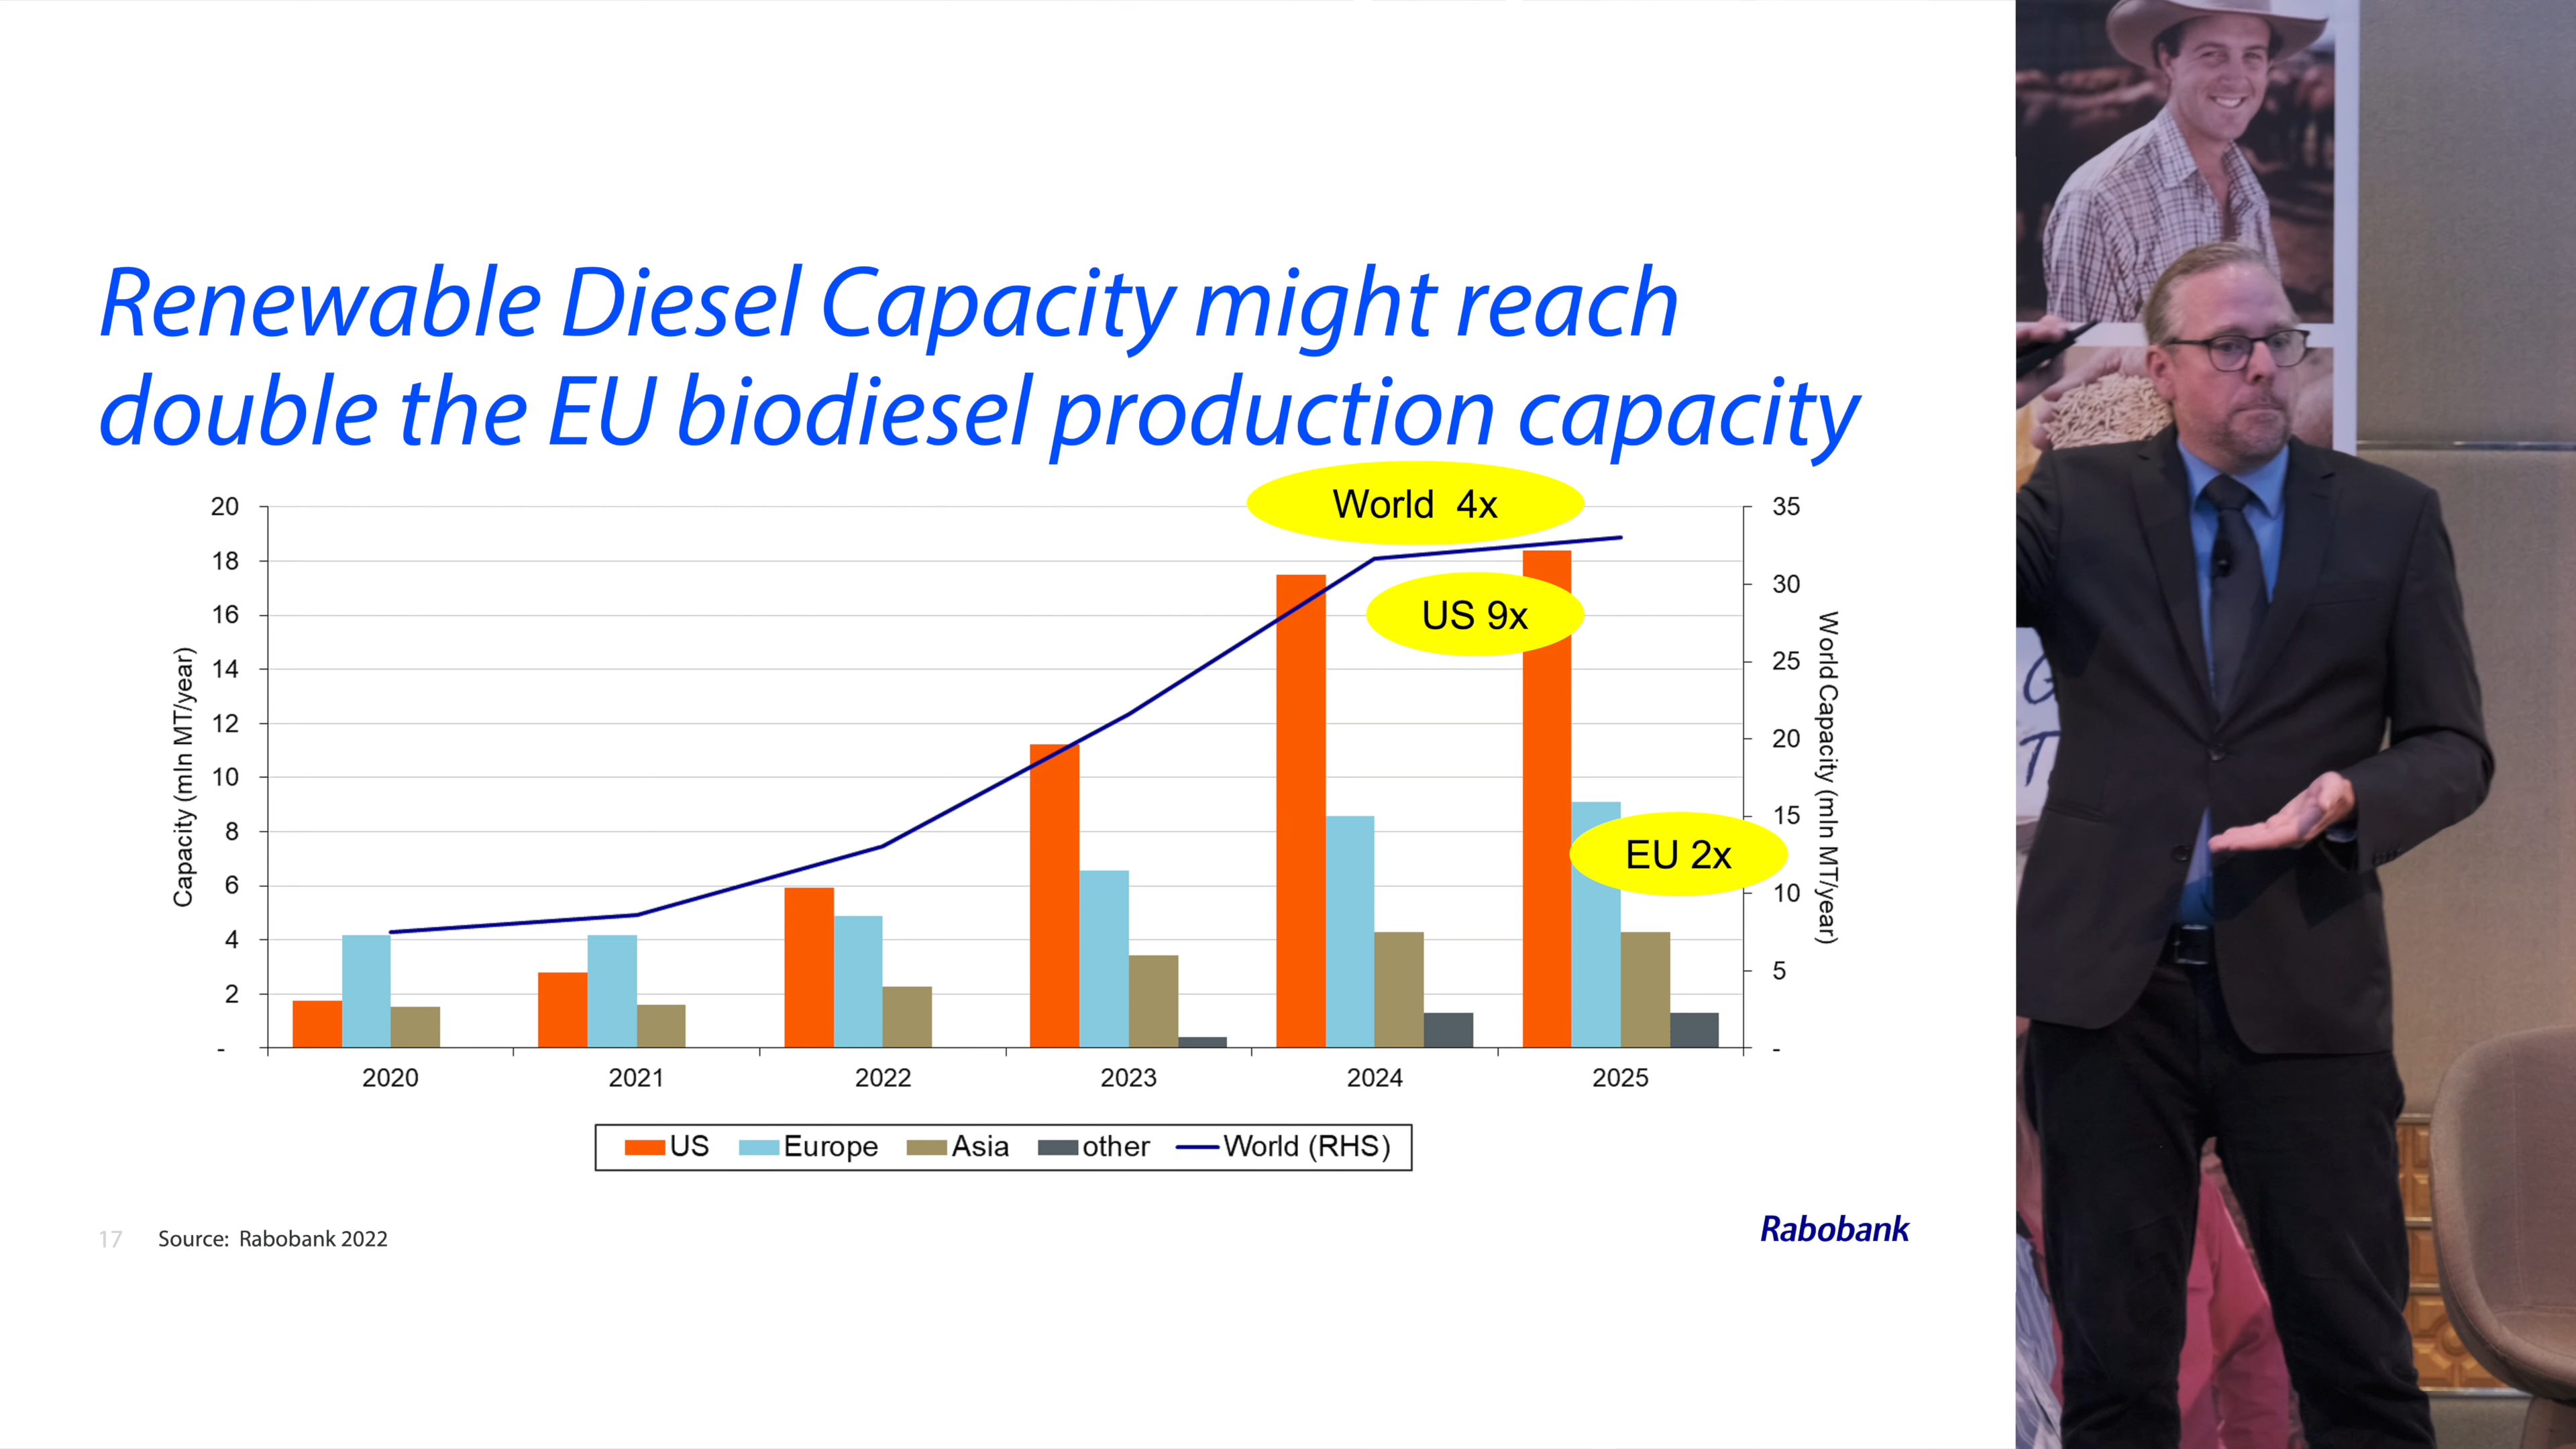 Renewable Diesel Capacity might reach
double the EU biodiesel production capacity
World 4x
US 9x
EU 2x
Capacity (mln MT/year)
20
18
16
14
12
10
8
6
4
2
-
35
30
25
20
15
10
5
-
World Capacity (mln MT/year)
2020 2021 2022 2023 2024 2025
US Europe Asia other World (RHS)
17 Source: Rabobank 2022
Rabobank